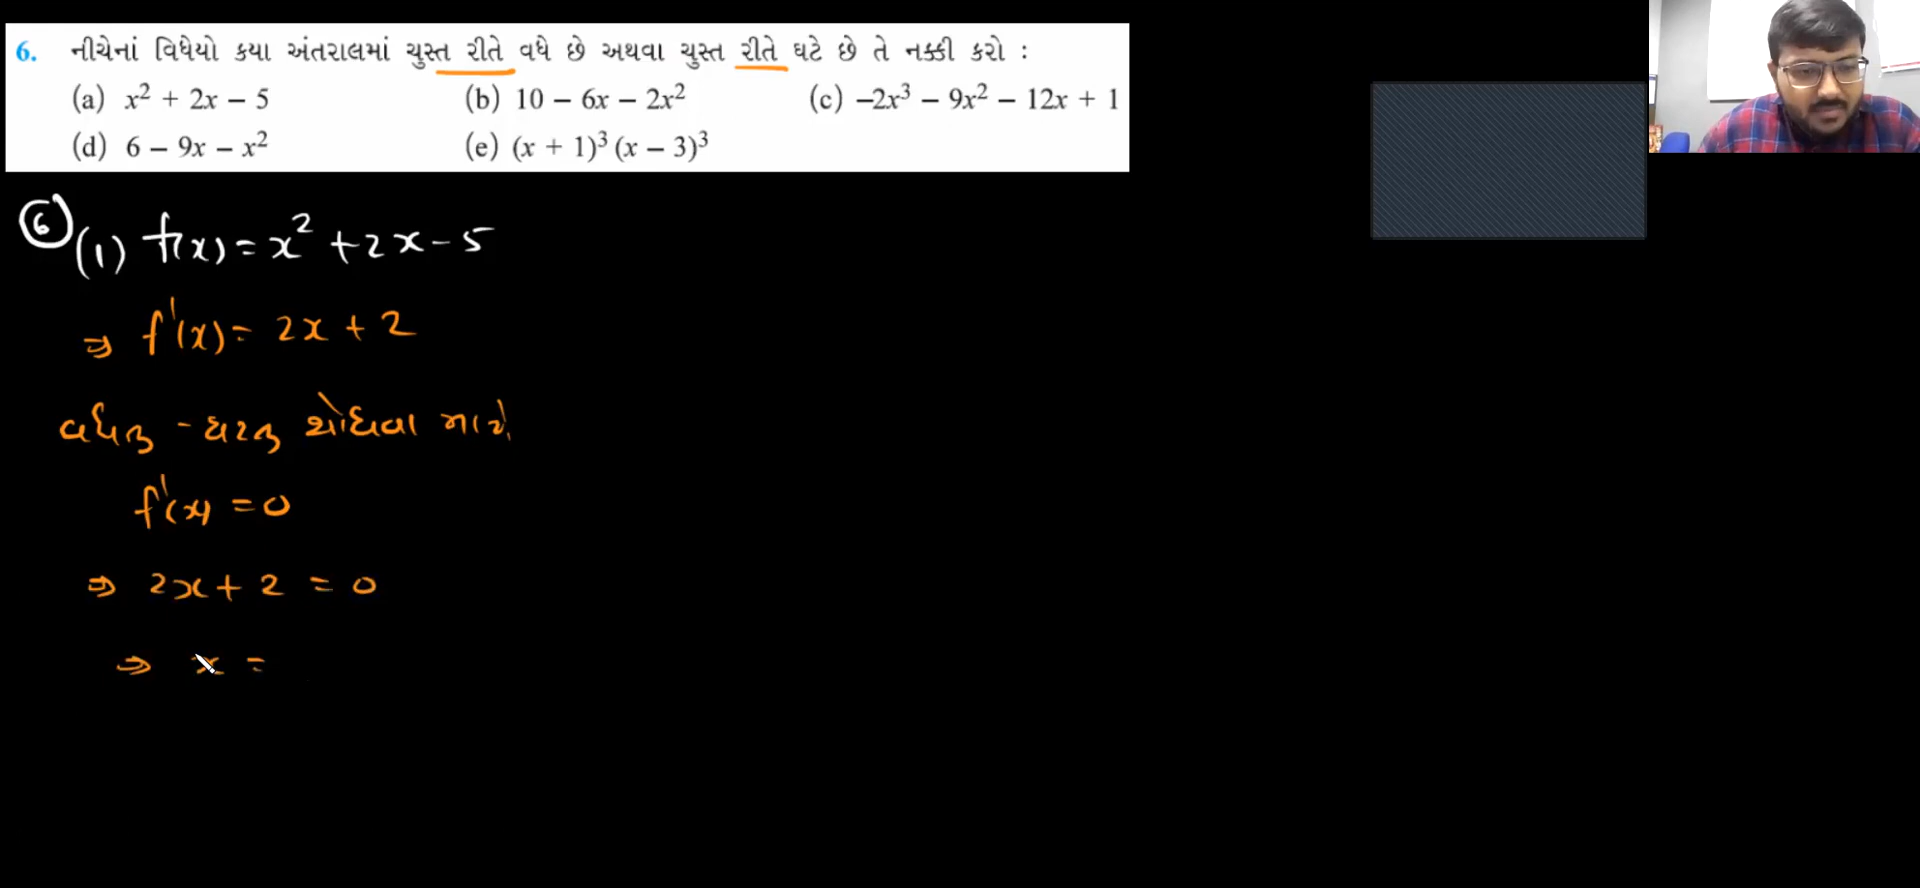 6. નીચેનાં વિધેયો કયા અંતરાલમાં ચુસ્ત રીતે વધે છે અથવા ચુસ્ત રીતે ઘટે છે તે નક્કી કરો :
(a) x² + 2x – 5 (b) 10 – 6x – 2x² (c) –2x³ – 9x² – 12x + 1
(d) 6 – 9x – x² (e) (x + 1)³ (x – 3)³
⑥ (1) f(x) = x² + 2x - 5
⇒ f'(x) = 2x + 2
વધતુ - ઘટતુ શોધવા માટે,
f'(x) = 0
⇒ 2x + 2 = 0
⇒ x =